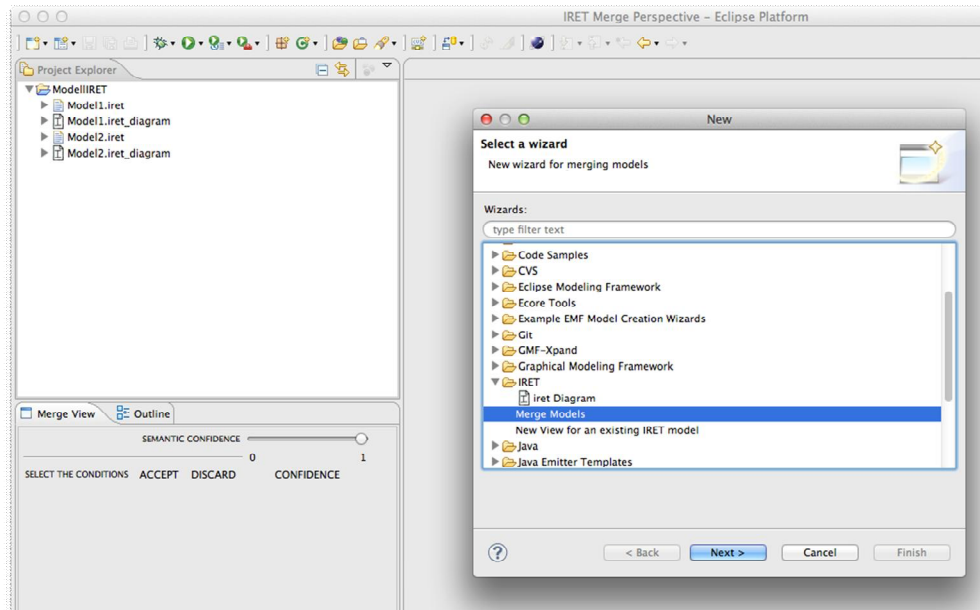 IRET Merge Perspective – Eclipse Platform
Project Explorer
ModelIRET
Model1.iret
Model1.iret_diagram
Model2.iret
Model2.iret_diagram
Merge View
Outline
SEMANTIC CONFIDENCE
0 1
SELECT THE CONDITIONS ACCEPT DISCARD CONFIDENCE
New
Select a wizard
New wizard for merging models
Wizards:
type filter text
Code Samples
CVS
Eclipse Modeling Framework
Ecore Tools
Example EMF Model Creation Wizards
Git
GMF-Xpand
Graphical Modeling Framework
IRET
iret Diagram
Merge Models
New View for an existing IRET model
Java
Java Emitter Templates
?
< Back Next > Cancel Finish